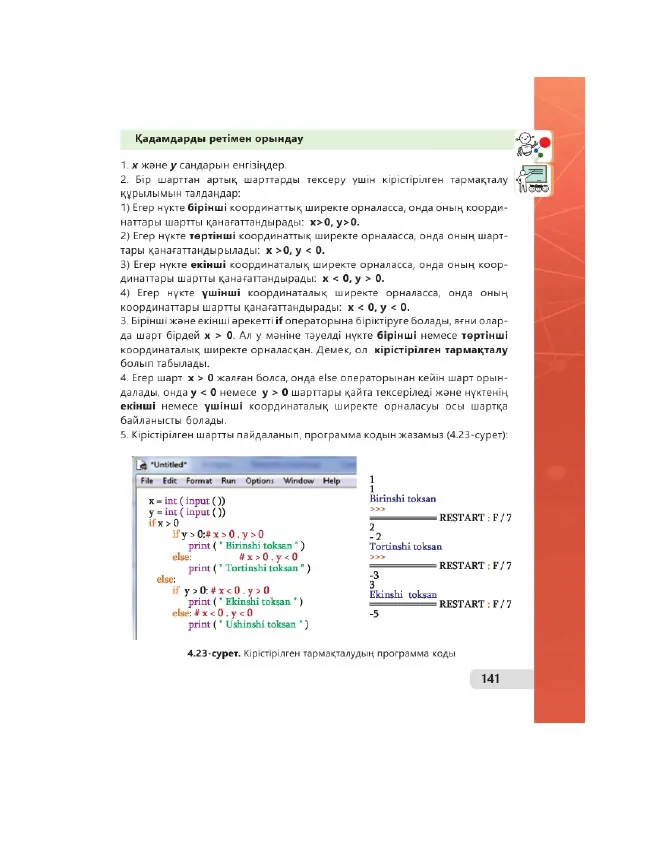 Қадамдарды ретімен орындау
1. x және y сандарын енгізіңдер.
2. Бір шарттан артық шарттарды тексеру үшін кірістірілген тармақталу
құрылымын талдандар:
1) Егер нүкте бірінші координаттық ширекте орналасса, онда оның коорди-
наттары шартты қанағаттандырады: x>0, y>0.
2) Егер нүкте төртінші координаттық ширекте орналасса, онда оның шарт-
тары қанағаттандырылады: x >0, y < 0.
3) Егер нүкте екінші координаталық ширекте орналасса, онда оның коор-
динаттары шартты қанағаттандырады: x < 0, y > 0.
4) Егер нүкте үшінші координаталық ширекте орналасса, онда оның
координаттары шартты қанағаттандырады: x < 0, y < 0.
3. Бірінші және екінші әрекетті if операторына біріктіруге болады, яғни олар-
да шарт бірдей x > 0. Ал y мәніне тәуелді нүкте бірінші немесе төртінші
координаталық ширекте орналасқан. Демек, ол кірістірілген тармақталу
болып табылады.
4. Егер шарт x > 0 жалған болса, онда else операторынан кейін шарт орын-
далады, онда y < 0 немесе y > 0 шарттары қайта тексеріледі және нүктенің
екінші немесе үшінші координаталық ширекте орналасуы осы шартқа
байланысты болады.
5. Кірістірілген шартты пайдаланып, программа кодын жазамыз (4.23-сурет):
*Untitled*
File Edit Format Run Options Window Help
x = int ( input ( ))
y = int ( input ( ))
if x > 0
if y > 0:# x > 0 . y > 0
print ( " Birinshi toksan " )
else: # x > 0 . y < 0
print ( " Tortinshi toksan " )
else:
if y > 0: # x < 0 . y > 0
print ( " Ekinshi toksan " )
else: # x < 0 . y < 0
print ( " Ushinshi toksan " )
1
1
Birinshi toksan
>>>
RESTART : F / 7
2
- 2
Tortinshi toksan
>>>
RESTART : F / 7
-3
3
Ekinshi toksan
RESTART : F / 7
-5
4.23-сурет. Кірістірілген тармақталудың программа коды
141